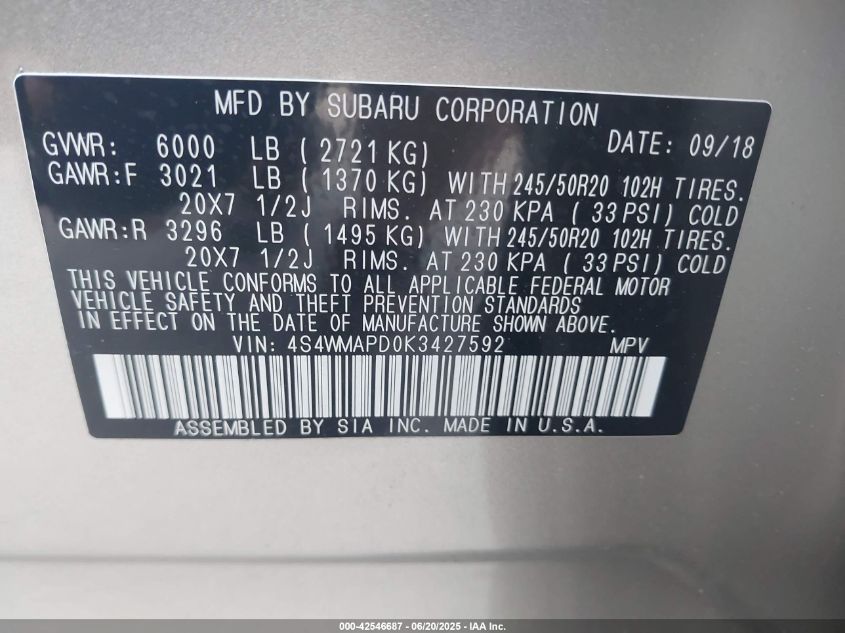 MFD BY SUBARU CORPORATION
GVWR: 6000 LB ( 2721 KG) DATE: 09/18
GAWR:F 3021 LB ( 1370 KG) WITH 245/50R20 102H TIRES.
20X7 1/2J RIMS. AT 230 KPA ( 33 PSI) COLD
GAWR:R 3296 LB ( 1495 KG) WITH 245/50R20 102H TIRES.
20X7 1/2J RIMS. AT 230 KPA ( 33 PSI) COLD
THIS VEHICLE CONFORMS TO ALL APPLICABLE FEDERAL MOTOR
VEHICLE SAFETY AND THEFT PREVENTION STANDARDS
IN EFFECT ON THE DATE OF MANUFACTURE SHOWN ABOVE.
VIN: 4S4WMAPD0K3427592 MPV
ASSEMBLED BY SIA INC. MADE IN U.S.A.
000-42546687 - 06/20/2025 - IAA Inc.